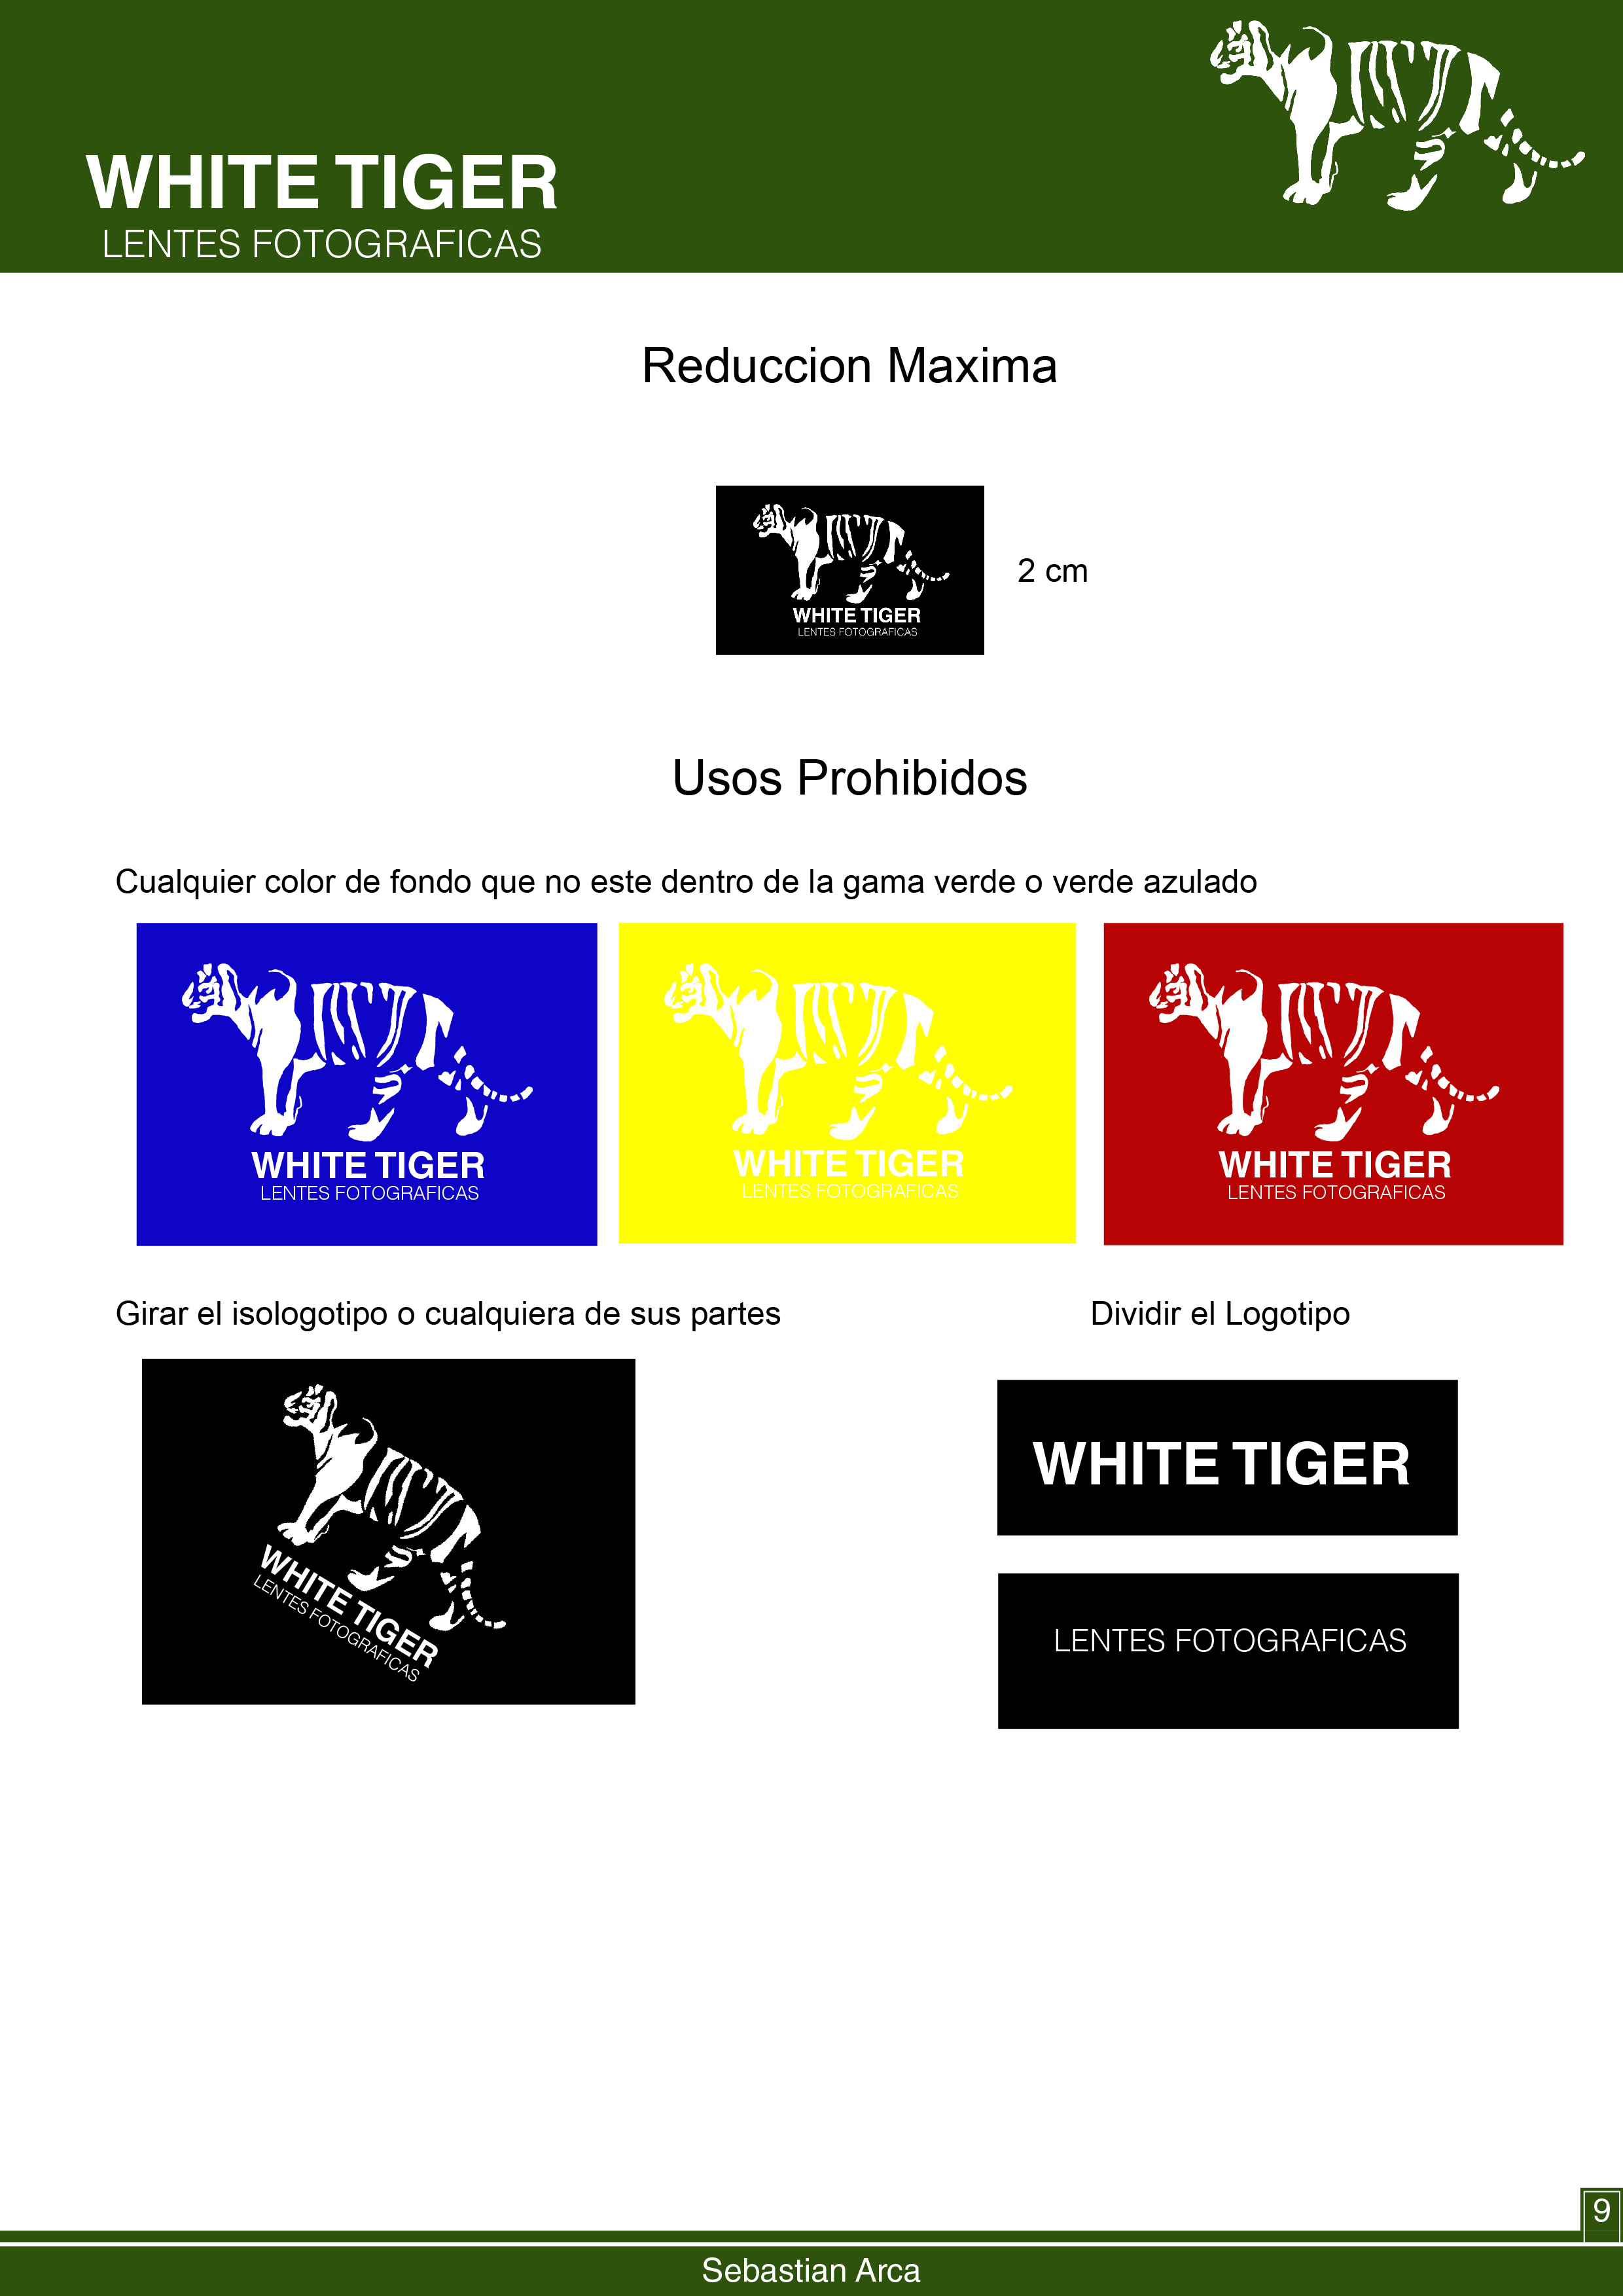 WHITE TIGER
LENTES FOTOGRAFICAS
Reduccion Maxima
WHITE TIGER
LENTES FOTOGRAFICAS
2 cm
Usos Prohibidos
Cualquier color de fondo que no este dentro de la gama verde o verde azulado
WHITE TIGER
LENTES FOTOGRAFICAS
WHITE TIGER
LENTES FOTOGRAFICAS
WHITE TIGER
LENTES FOTOGRAFICAS
Girar el isologotipo o cualquiera de sus partes
WHITE TIGER
LENTES FOTOGRAFICAS
Dividir el Logotipo
WHITE TIGER
LENTES FOTOGRAFICAS
9
Sebastian Arca